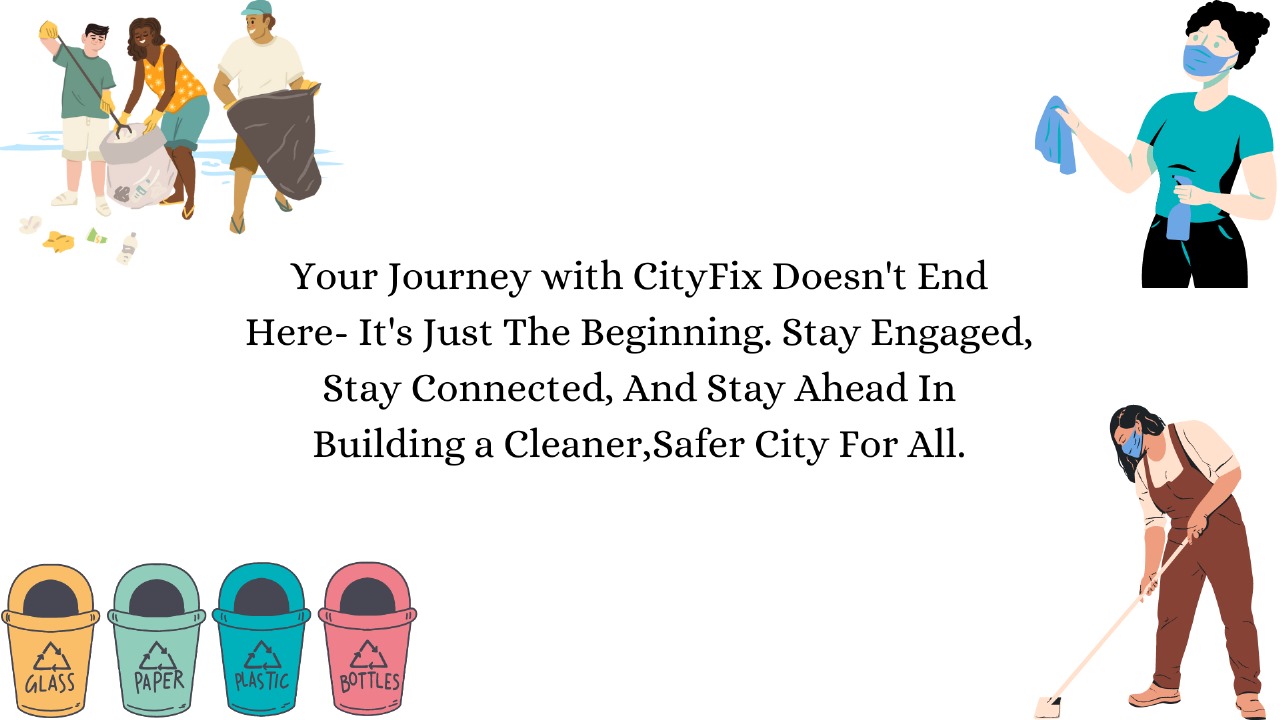 Your Journey with CityFix Doesn't End
Here- It's Just The Beginning. Stay Engaged,
Stay Connected, And Stay Ahead In
Building a Cleaner,Safer City For All.
GLASS
PAPER
PLASTIC
BOTTLES